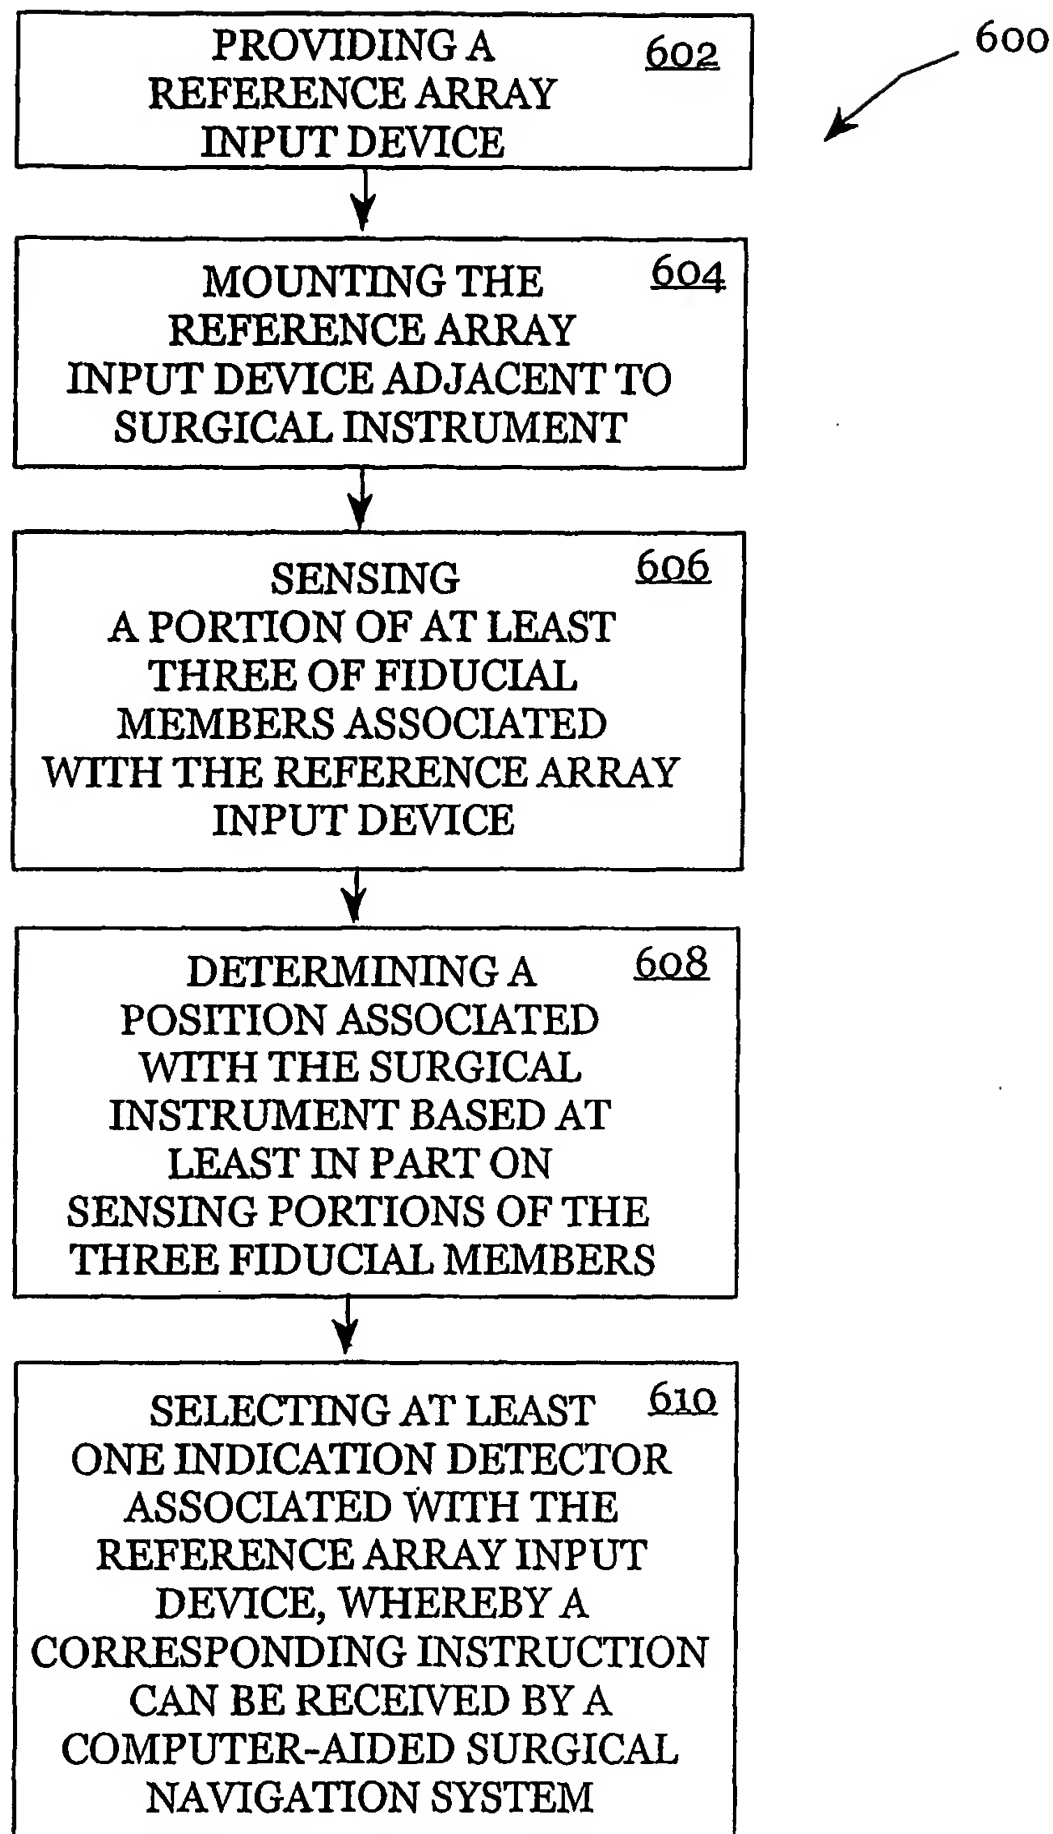 PROVIDING A 602
REFERENCE ARRAY
INPUT DEVICE
600
MOUNTING THE 604
REFERENCE ARRAY
INPUT DEVICE ADJACENT TO
SURGICAL INSTRUMENT
SENSING 606
A PORTION OF AT LEAST
THREE OF FIDUCIAL
MEMBERS ASSOCIATED
WITH THE REFERENCE ARRAY
INPUT DEVICE
DETERMINING A 608
POSITION ASSOCIATED
WITH THE SURGICAL
INSTRUMENT BASED AT
LEAST IN PART ON
SENSING PORTIONS OF THE
THREE FIDUCIAL MEMBERS
SELECTING AT LEAST 610
ONE INDICATION DETECTOR
ASSOCIATED WITH THE
REFERENCE ARRAY INPUT
DEVICE, WHEREBY A
CORRESPONDING INSTRUCTION
CAN BE RECEIVED BY A
COMPUTER-AIDED SURGICAL
NAVIGATION SYSTEM